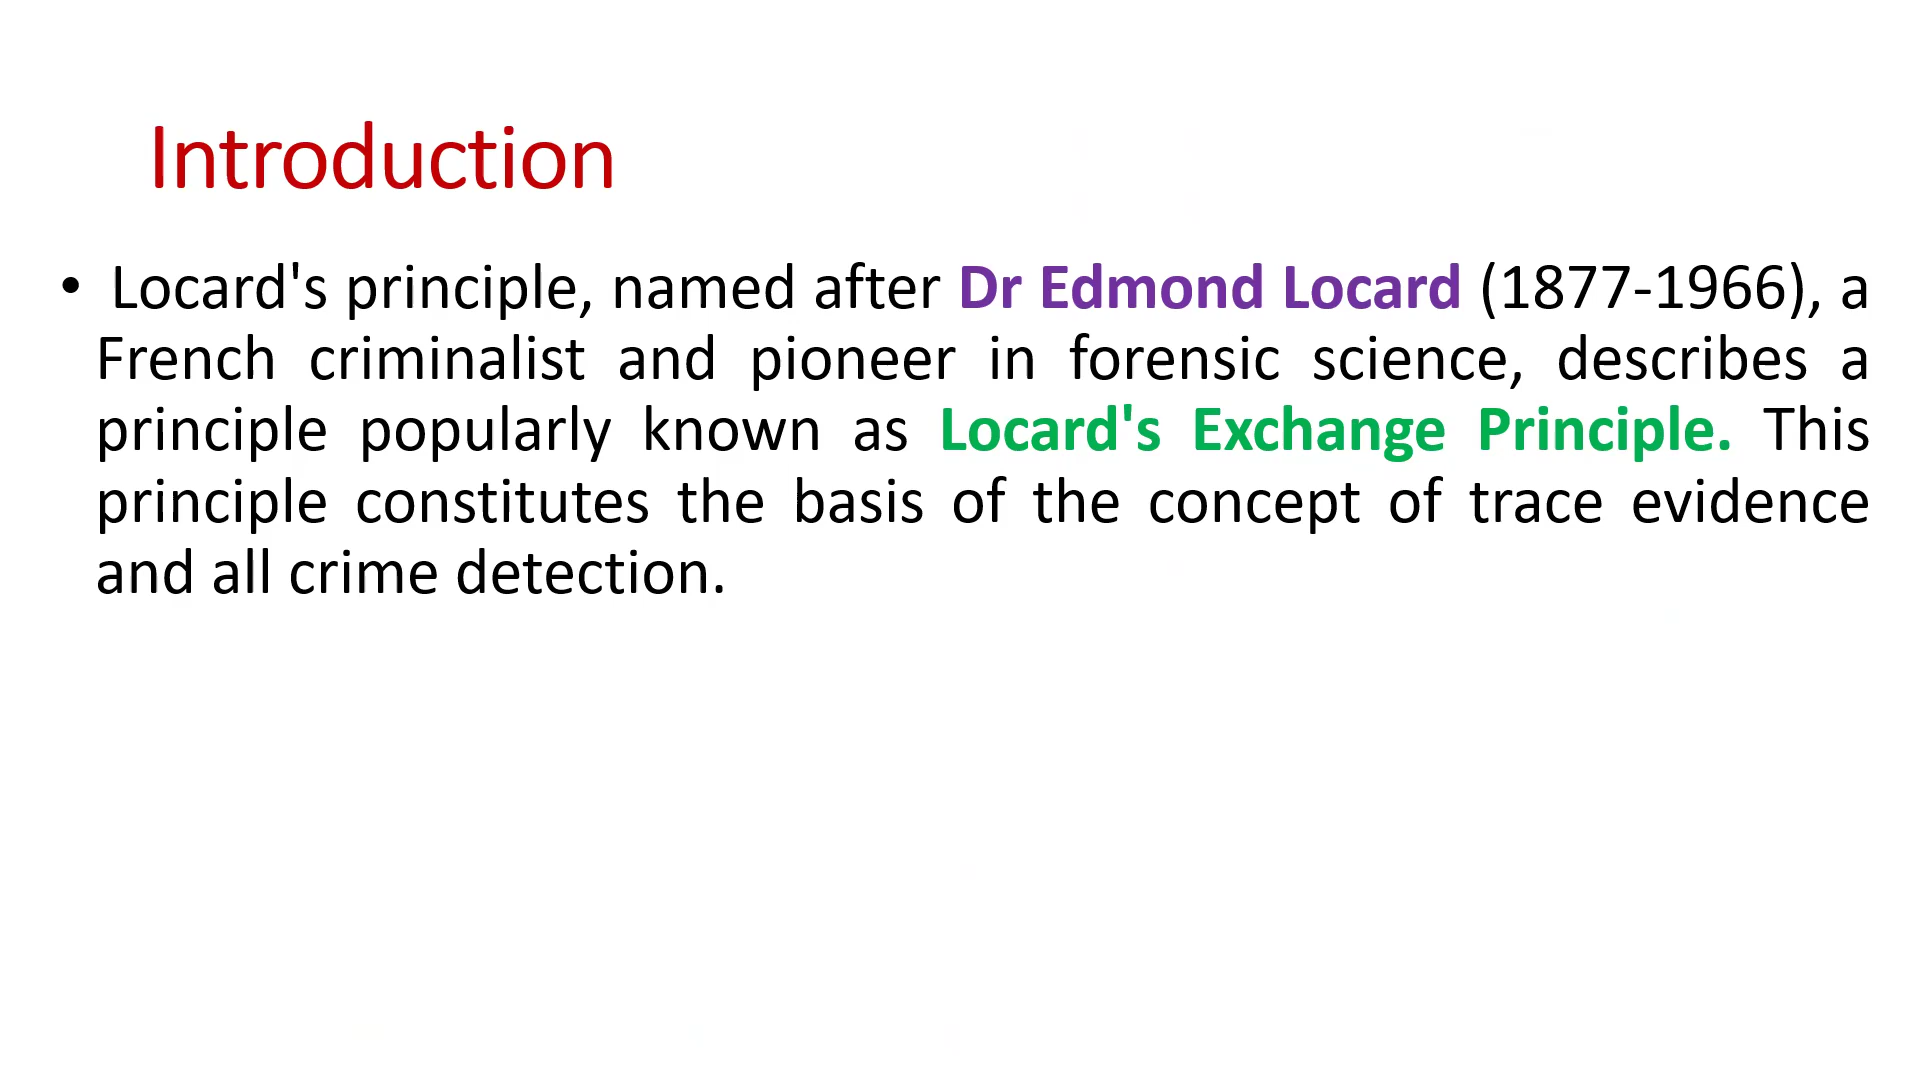 Introduction
• Locard's principle, named after Dr Edmond Locard (1877-1966), a
French criminalist and pioneer in forensic science, describes a
principle popularly known as Locard's Exchange Principle. This
principle constitutes the basis of the concept of trace evidence
and all crime detection.